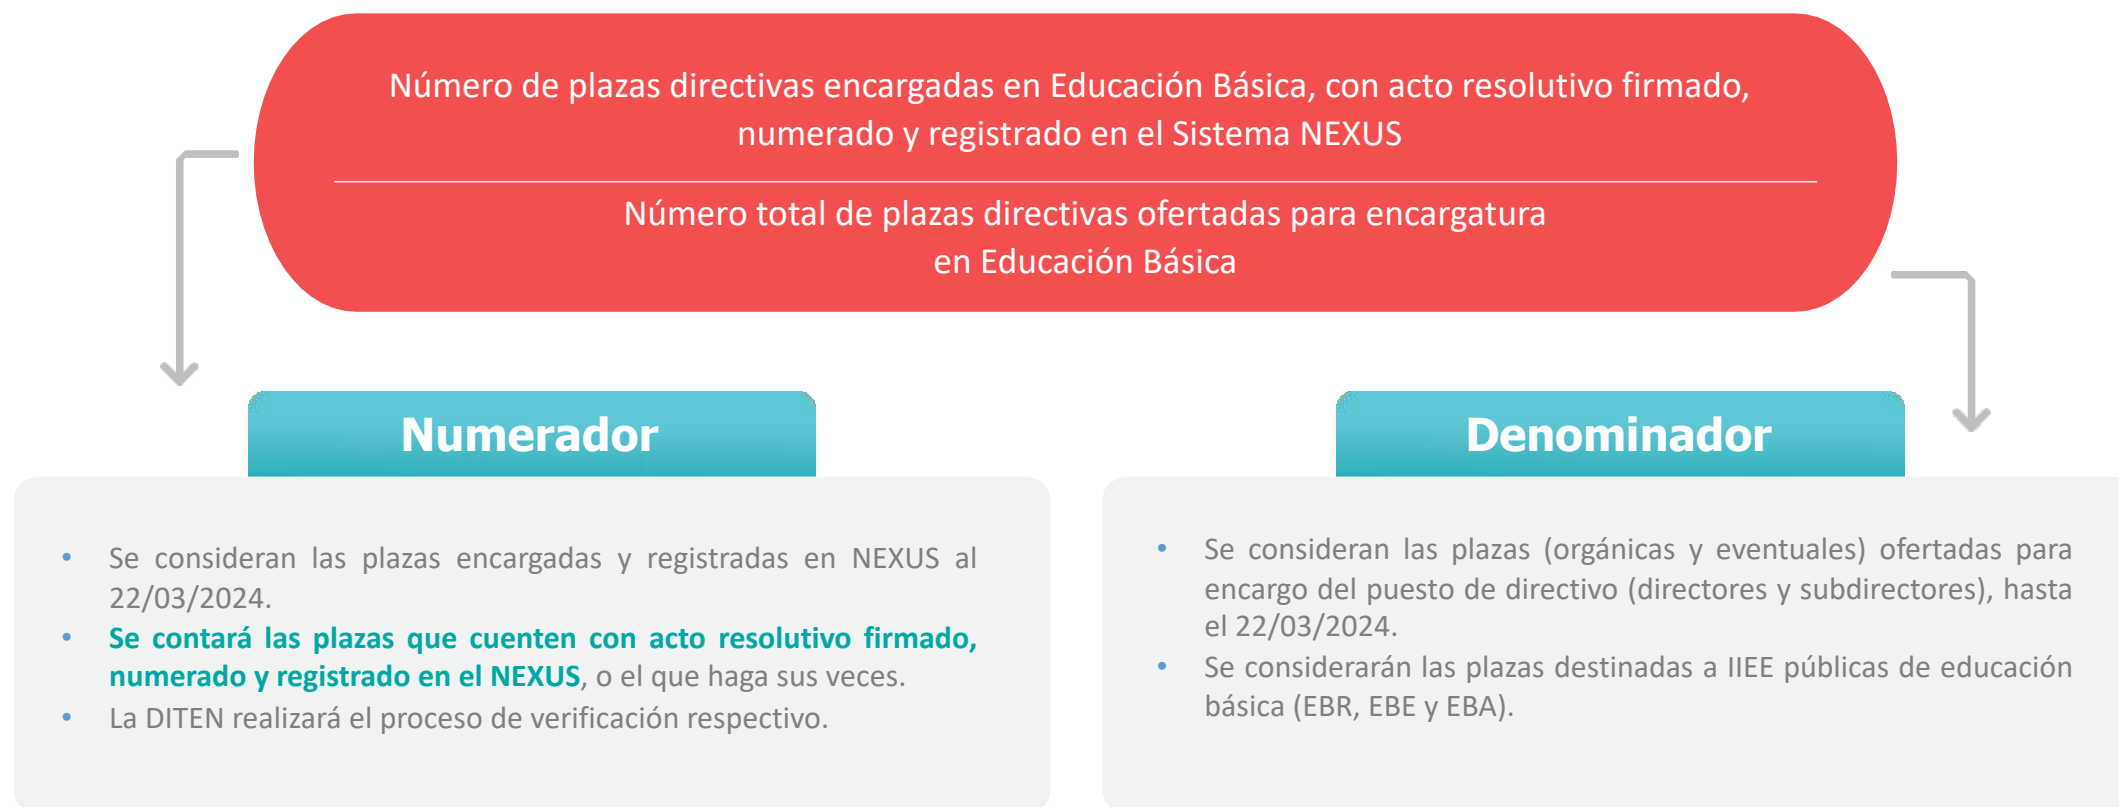 Número de plazas directivas encargadas en Educación Básica, con acto resolutivo firmado,
numerado y registrado en el Sistema NEXUS
Número total de plazas directivas ofertadas para encargatura
en Educación Básica
Numerador
• Se consideran las plazas encargadas y registradas en NEXUS al
22/03/2024.
• Se contará las plazas que cuenten con acto resolutivo firmado,
numerado y registrado en el NEXUS, o el que haga sus veces.
• La DITEN realizará el proceso de verificación respectivo.
Denominador
• Se consideran las plazas (orgánicas y eventuales) ofertadas para
encargo del puesto de directivo (directores y subdirectores), hasta
el 22/03/2024.
• Se considerarán las plazas destinadas a IIEE públicas de educación
básica (EBR, EBE y EBA).